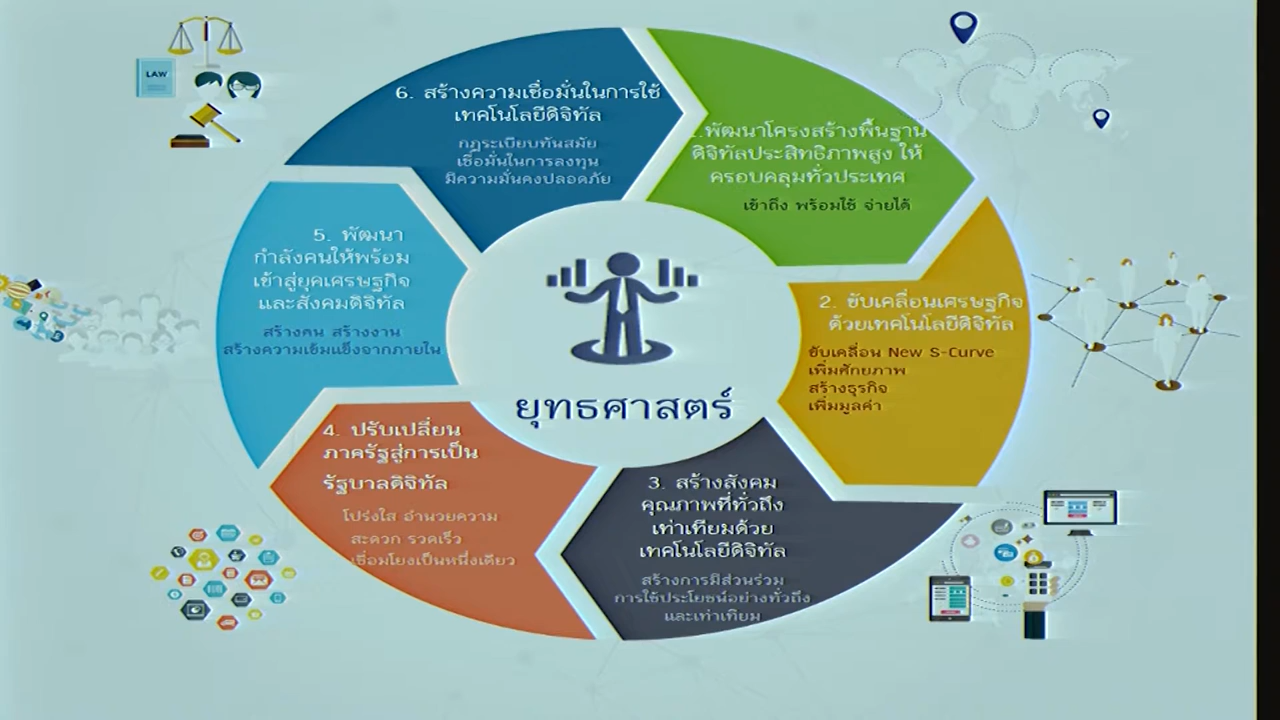 LAW
6. สร้างความเชื่อมั่นในการใช้
เทคโนโลยีดิจิทัล
กฎระเบียบทันสมัย
เชื่อมั่นในการลงทุน
มีความมั่นคงปลอดภัย
.พัฒนาโครงสร้างพื้นฐาน
ดิจิทัลประสิทธิภาพสูง ให้
ครอบคลุมทั่วประเทศ
เข้าถึง พร้อมใช้ จ่ายได้
2. ขับเคลื่อนเศรษฐกิจ
ด้วยเทคโนโลยีดิจิทัล
ขับเคลื่อน New S-Curve
เพิ่มศักยภาพ
สร้างธุรกิจ
เพิ่มมูลค่า
3. สร้างสังคม
คุณภาพที่ทั่วถึง
เท่าเทียมด้วย
เทคโนโลยีดิจิทัล
สร้างการมีส่วนร่วม
การใช้ประโยชน์อย่างทั่วถึง
และเท่าเทียม
4. ปรับเปลี่ยน
ภาครัฐสู่การเป็น
รัฐบาลดิจิทัล
โปร่งใส อำนวยความ
สะดวก รวดเร็ว
เชื่อมโยงเป็นหนึ่งเดียว
5. พัฒนา
กำลังคนให้พร้อม
เข้าสู่ยุคเศรษฐกิจ
และสังคมดิจิทัล
สร้างคน สร้างงาน
สร้างความเข้มแข็งจากภายใน
ยุทธศาสตร์